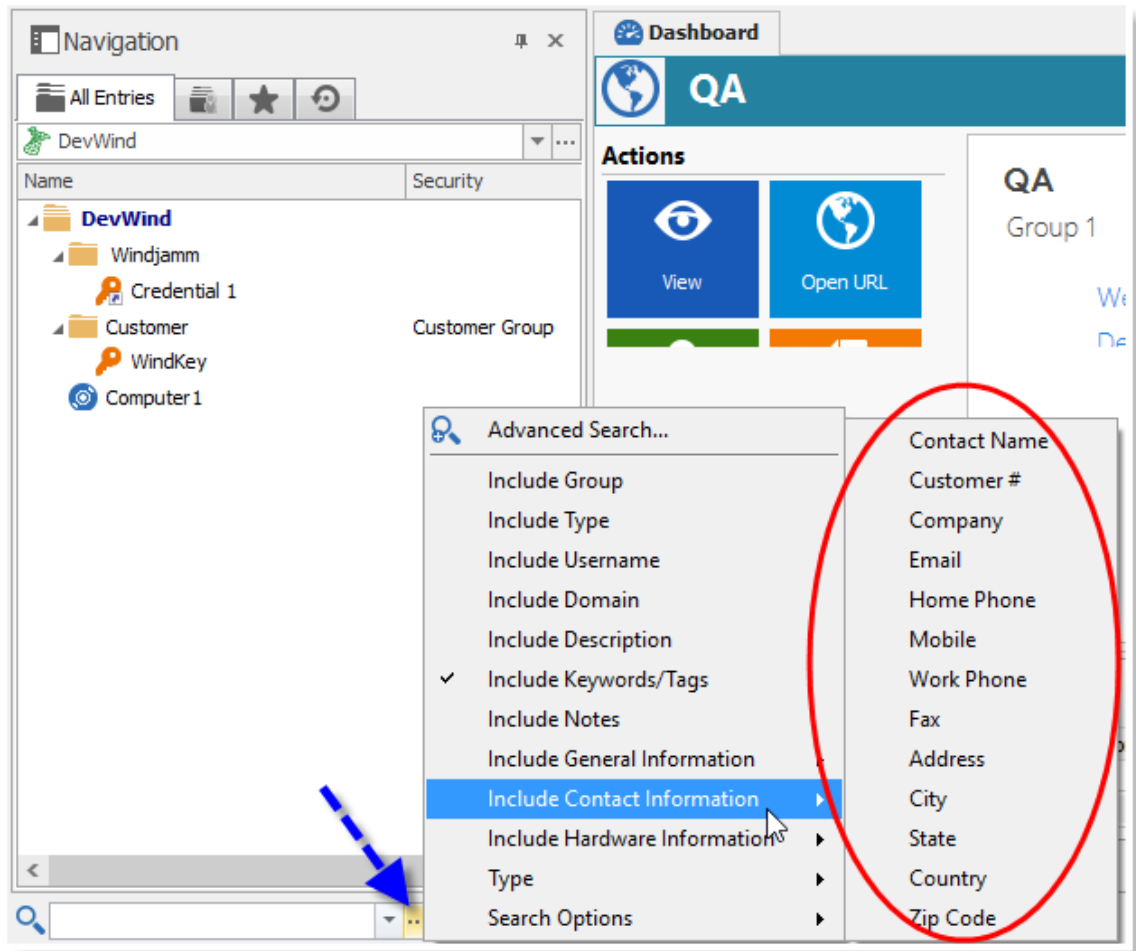 Navigation
Dashboard
QA
All Entries
DevWind
Name Security
DevWind
Windjamm
Credential 1
Customer Customer Group
WindKey
Computer1
Actions
View
Open URL
QA
Group 1
Advanced Search...
Include Group
Include Type
Include Username
Include Domain
Include Description
Include Keywords/Tags
Include Notes
Include General Information
Include Contact Information
Include Hardware Information
Type
Search Options
Contact Name
Customer #
Company
Email
Home Phone
Mobile
Work Phone
Fax
Address
City
State
Country
Zip Code